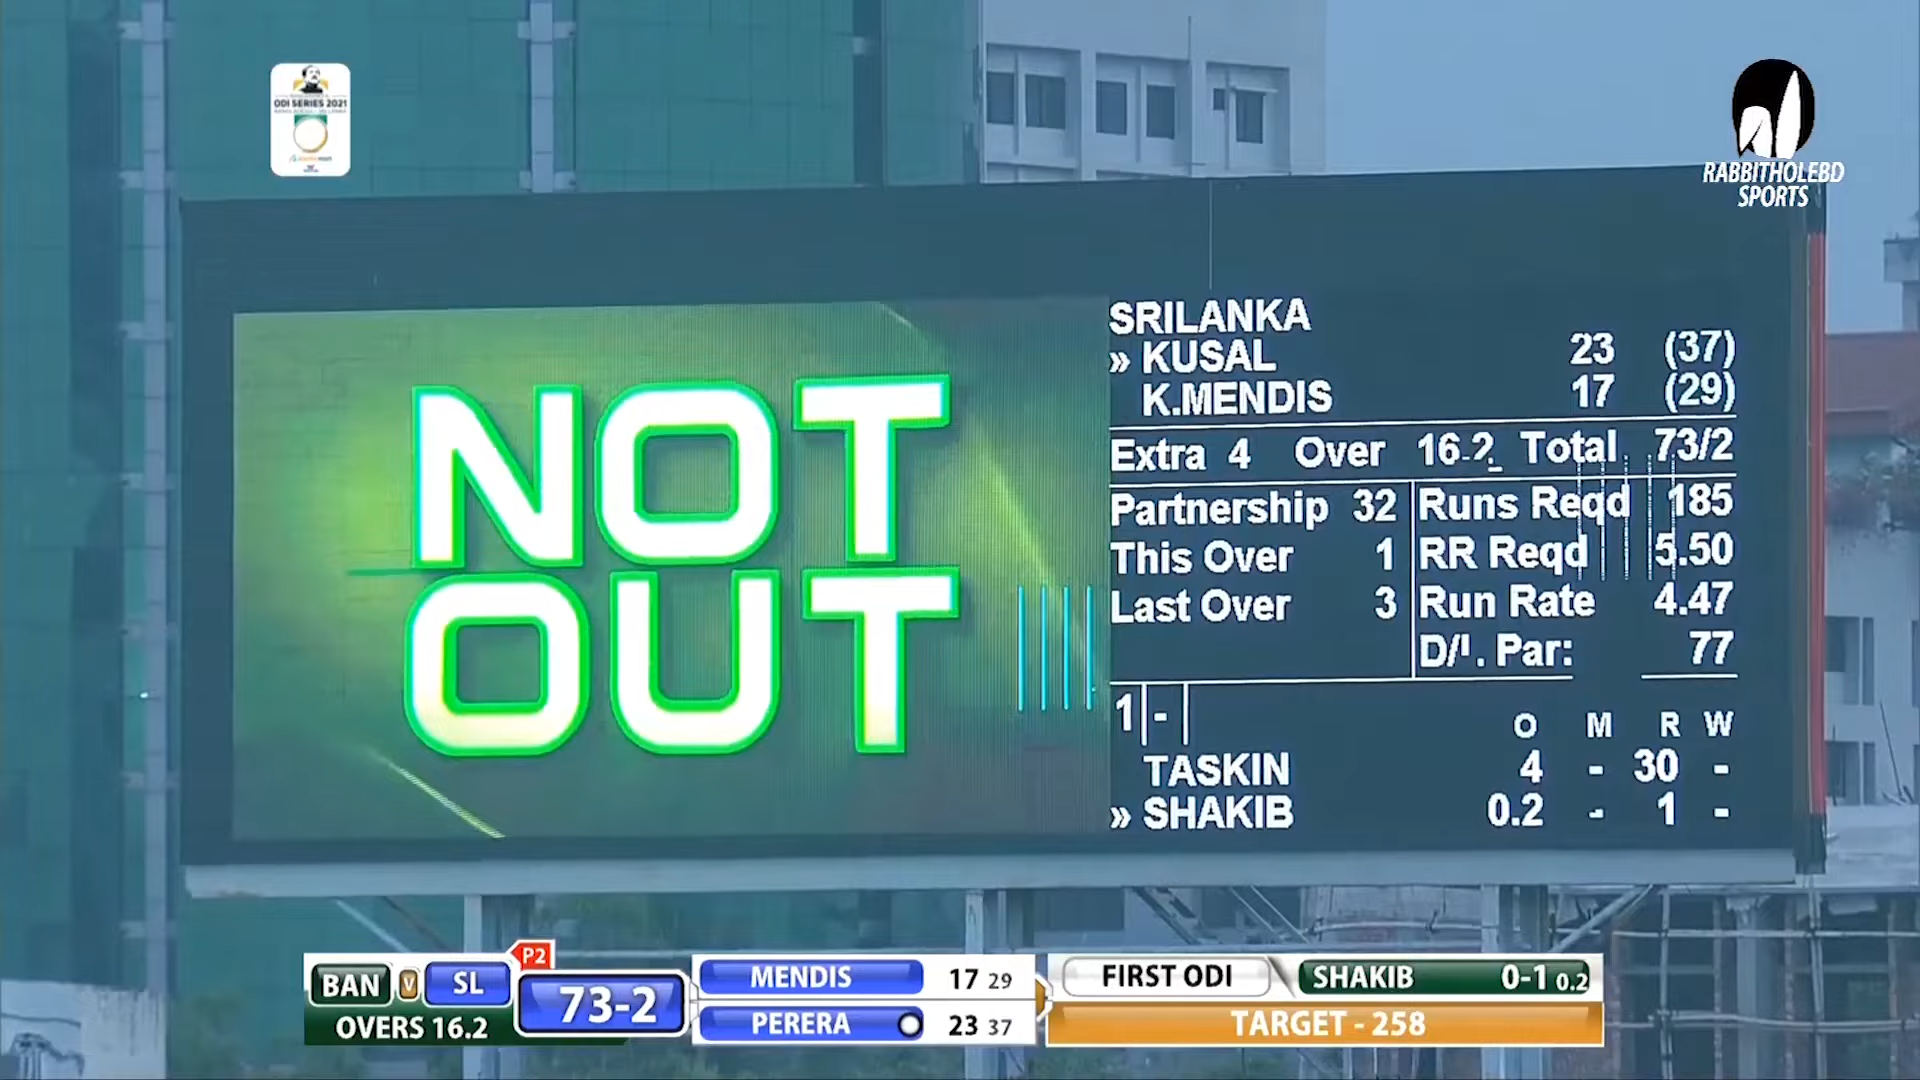 ODI SERIES 2021
RABBITHOLEBD
SPORTS
NOT
OUT
SRILANKA
» KUSAL 23 (37)
K.MENDIS 17 (29)
Extra 4 Over 16.2 Total 73/2
Partnership 32 Runs Reqd 185
This Over 1 RR Reqd 5.50
Last Over 3 Run Rate 4.47
D/L. Par: 77
1 -
O M R W
TASKIN 4 - 30 -
» SHAKIB 0.2 - 1 -
P2
BAN V SL 73-2
OVERS 16.2
MENDIS 17 29
PERERA 23 37
FIRST ODI SHAKIB 0-1 0.2
TARGET - 258